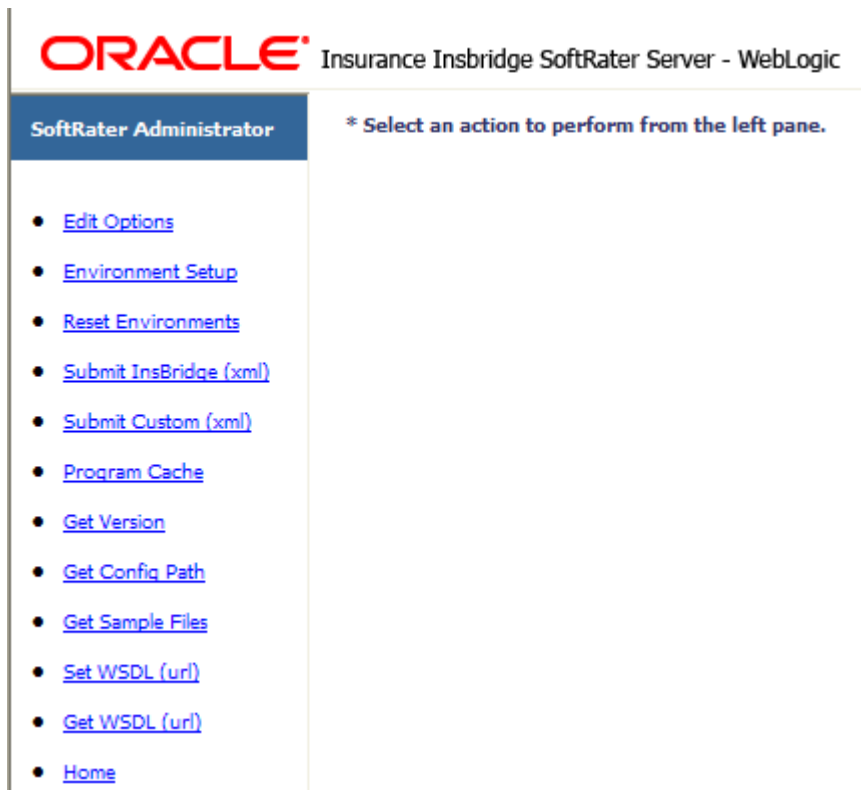 ORACLE Insurance Insbridge SoftRater Server - WebLogic
SoftRater Administrator
* Select an action to perform from the left pane.
Edit Options
Environment Setup
Reset Environments
Submit InsBridge (xml)
Submit Custom (xml)
Program Cache
Get Version
Get Config Path
Get Sample Files
Set WSDL (url)
Get WSDL (url)
Home